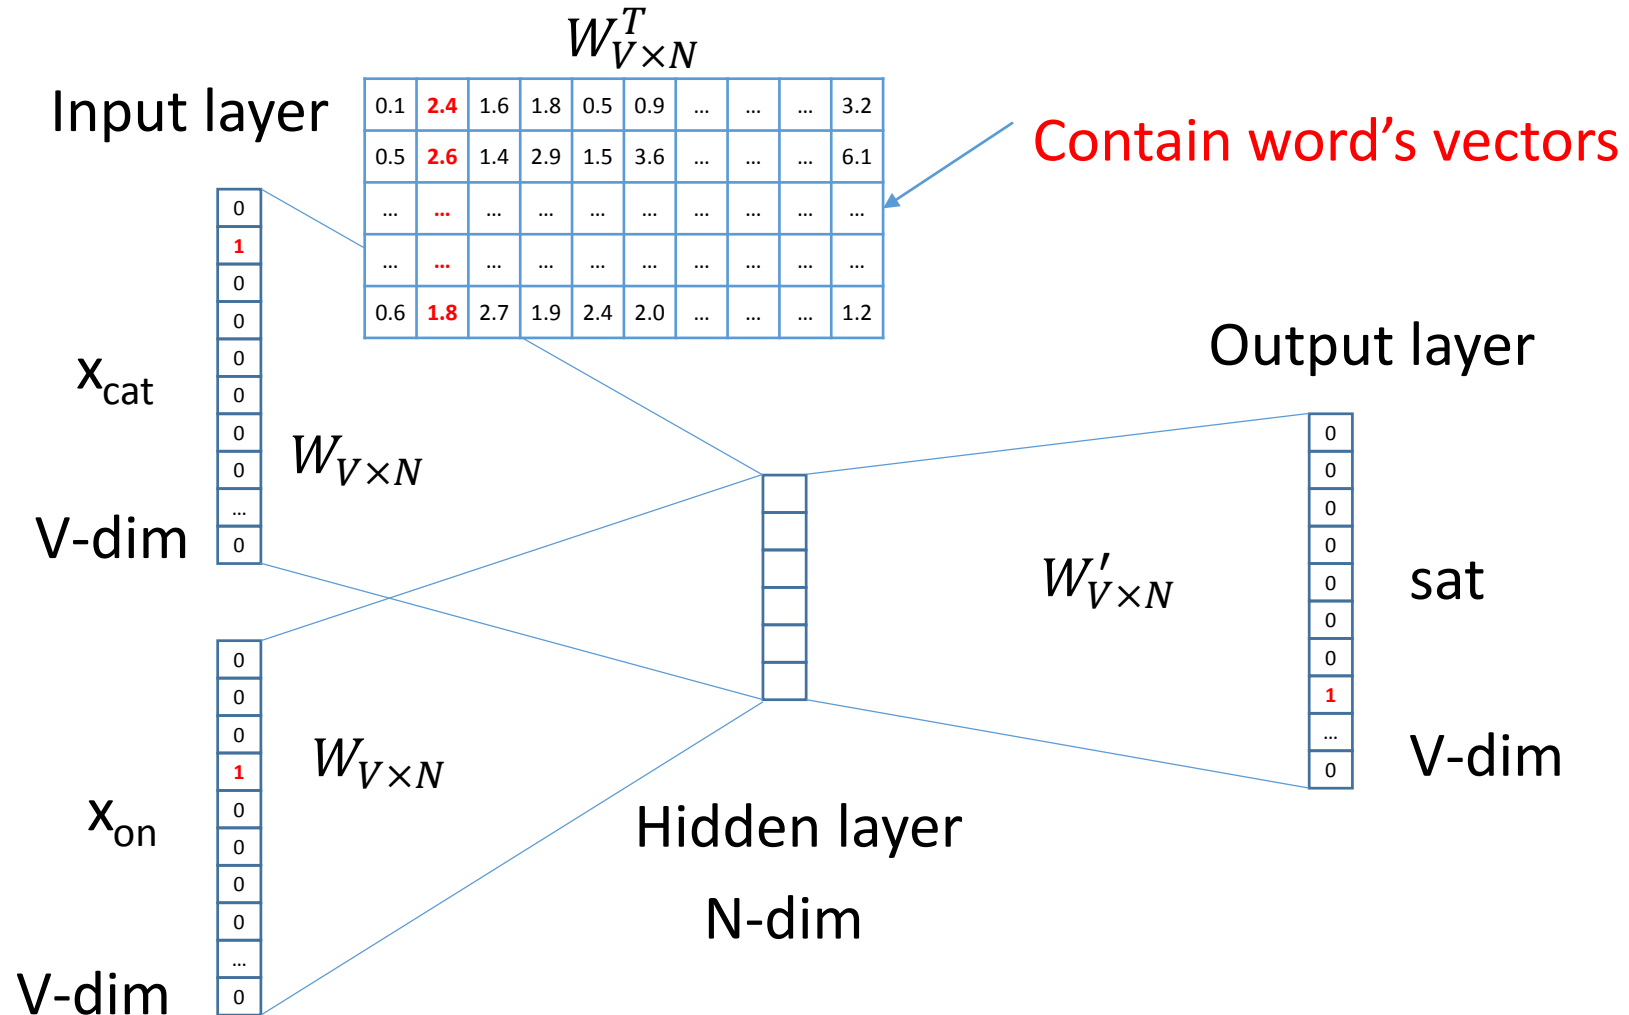 W^T_{V×N}
Input layer
0.1 2.4 1.6 1.8 0.5 0.9 ... ... ... 3.2
0.5 2.6 1.4 2.9 1.5 3.6 ... ... ... 6.1
... ... ... ... ... ... ... ... ... ...
... ... ... ... ... ... ... ... ... ...
0.6 1.8 2.7 1.9 2.4 2.0 ... ... ... 1.2
Contain word's vectors
0
1
0
0
0
0
0
0
...
0
x_cat
W_{V×N}
V-dim
0
0
0
1
0
0
0
0
...
0
x_on
W_{V×N}
V-dim
Hidden layer
N-dim
W'_{V×N}
Output layer
0
0
0
0
0
0
0
1
...
0
sat
V-dim